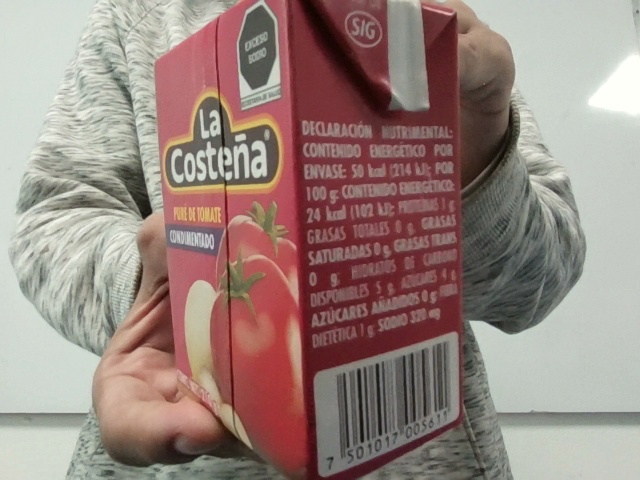 EXCESO
SODIO
SECRETARÍA DE SALUD
La
Costeña®
PURÉ DE TOMATE
CONDIMENTADO
SIG
DECLARACIÓN NUTRIMENTAL:
CONTENIDO ENERGÉTICO POR
ENVASE: 50 kcal (214 kJ); POR
100 g: CONTENIDO ENERGÉTICO:
24 kcal (102 kJ); PROTEÍNAS 1 g;
GRASAS TOTALES 0 g, GRASAS
SATURADAS 0 g, GRASAS TRANS
0 g; HIDRATOS DE CARBONO
DISPONIBLES 5 g, AZÚCARES 4 g,
AZÚCARES AÑADIDOS 0 g; FIBRA
DIETÉTICA 1 g; SODIO 320 mg
7 501017 005611